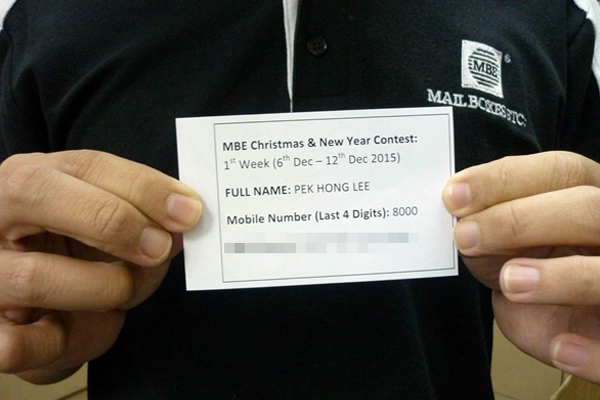 MBE®
MAIL BOXES ETC.
MBE Christmas & New Year Contest:
1st Week (6th Dec – 12th Dec 2015)
FULL NAME: PEK HONG LEE
Mobile Number (Last 4 Digits): 8000